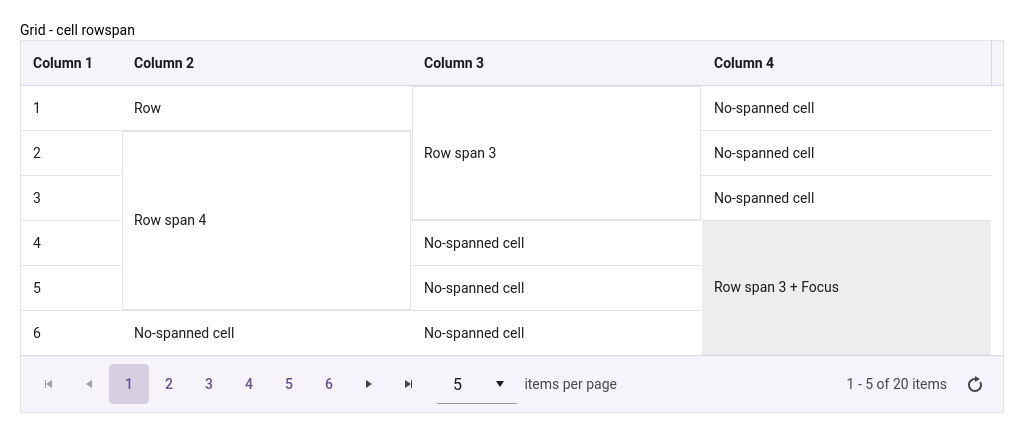 Grid - cell rowspan
Column 1 Column 2 Column 3 Column 4
1 Row No-spanned cell
2 Row span 3 No-spanned cell
3 No-spanned cell
Row span 4
4 No-spanned cell
5 No-spanned cell Row span 3 + Focus
6 No-spanned cell No-spanned cell
1 2 3 4 5 6 5 items per page 1 - 5 of 20 items